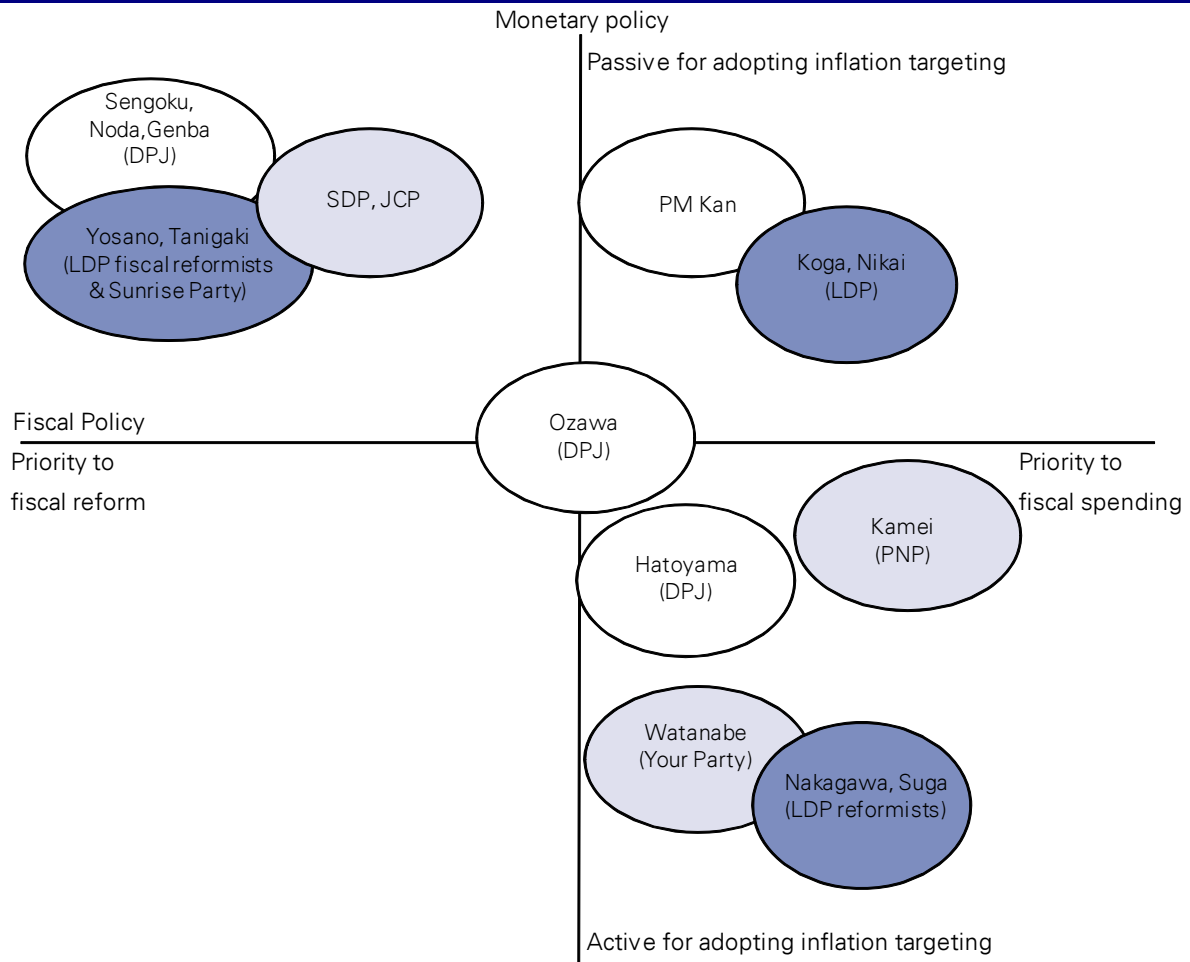 Monetary policy
Passive for adopting inflation targeting
Sengoku,
Noda,Genba
(DPJ)
SDP, JCP
PM Kan
Yosano, Tanigaki
(LDP fiscal reformists
& Sunrise Party)
Koga, Nikai
(LDP)
Fiscal Policy
Ozawa
(DPJ)
Priority to
fiscal reform
Priority to
fiscal spending
Kamei
(PNP)
Hatoyama
(DPJ)
Watanabe
(Your Party)
Nakagawa, Suga
(LDP reformists)
Active for adopting inflation targeting